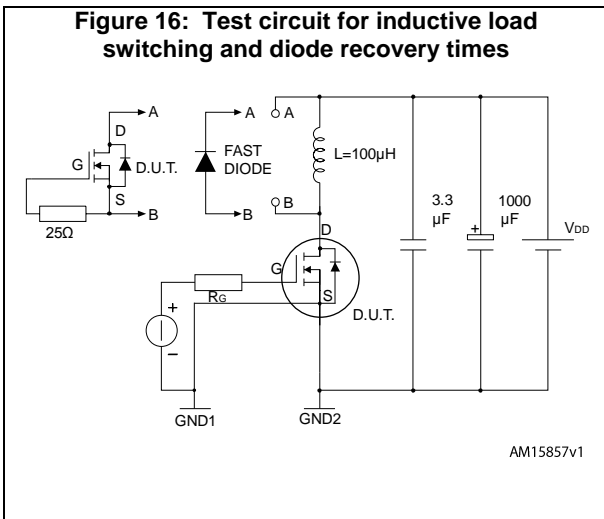 Figure 16: Test circuit for inductive load
switching and diode recovery times
A
D
G
D.U.T.
S
B
25Ω
A
FAST
DIODE
B
A
L=100µH
B
D
G
S
RG
D.U.T.
+
−
3.3
µF
+
1000
µF
VDD
GND1
GND2
AM15857v1